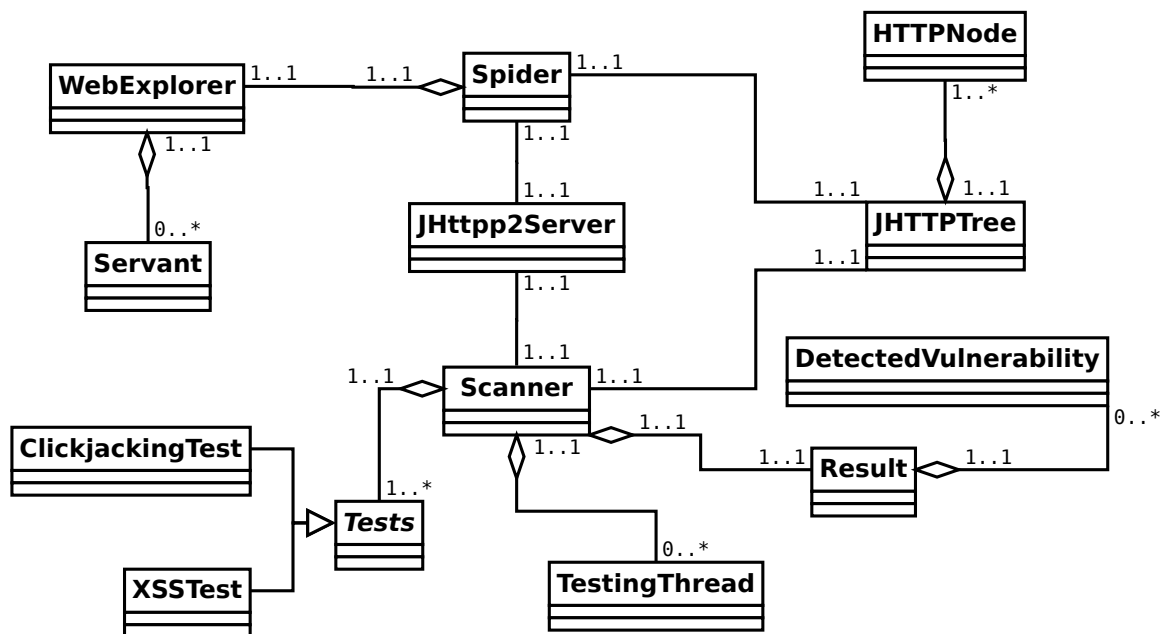 HTTPNode
1..*
WebExplorer
1..1
1..1
Spider
1..1
1..1
1..1
0..*
Servant
1..1
JHttpp2Server
1..1
1..1
1..1
JHTTPTree
1..1
1..1
1..1
Scanner
1..1
1..1
1..1
DetectedVulnerability
0..*
1..1
Result
1..1
ClickjackingTest
1..*
Tests
XSSTest
0..*
TestingThread